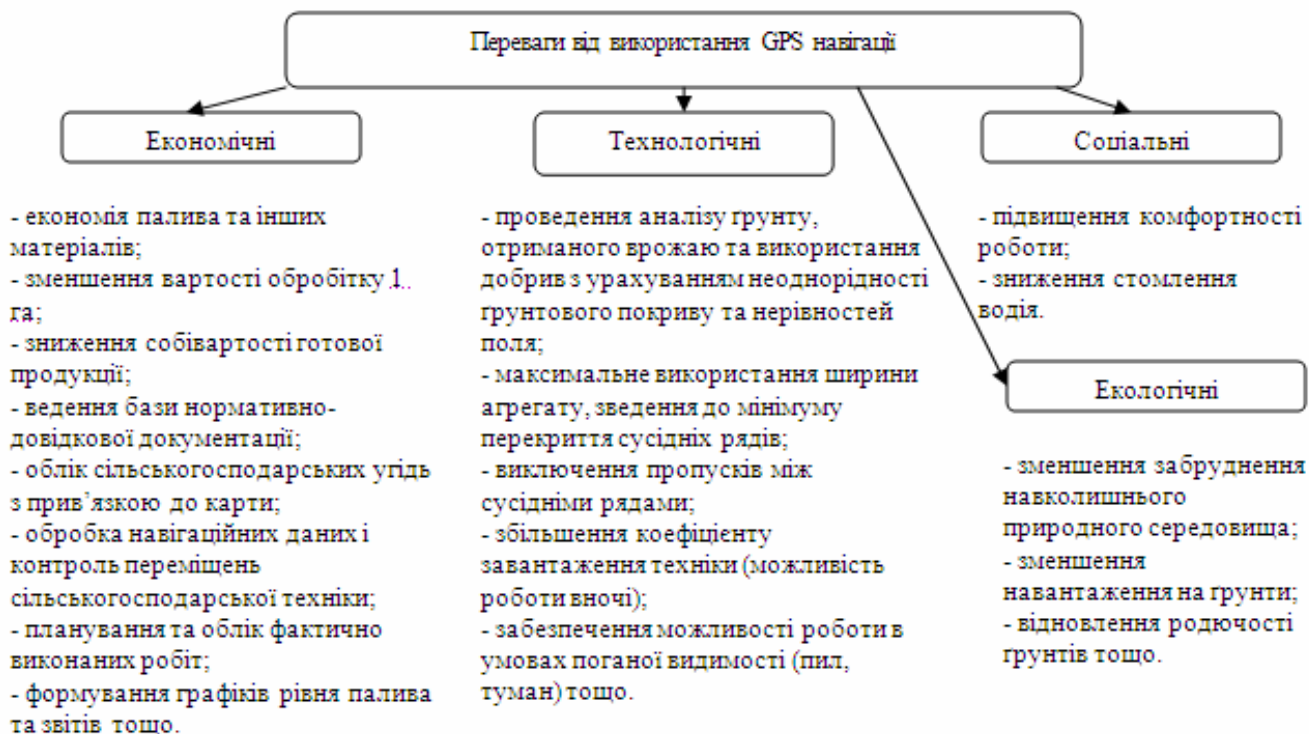 Переваги від використання GPS навігації
Економічні
- економія палива та інших
матеріалів;
- зменшення вартості обробітку 1
га;
- зниження собівартості готової
продукції;
- ведення бази нормативно-
довідкової документації;
- облік сільськогосподарських угідь
з прив’язкою до карти;
- обробка навігаційних даних і
контроль переміщень
сільськогосподарської техніки;
- планування та облік фактично
виконаних робіт;
- формування графіків рівня палива
та звітів тощо.
Технологічні
- проведення аналізу ґрунту,
отриманого врожаю та використання
добрив з урахуванням неоднорідності
ґрунтового покриву та нерівностей
поля;
- максимальне використання ширини
агрегату, зведення до мінімуму
перекриття сусідніх рядів;
- виключення пропусків між
сусідніми рядами;
- збільшення коефіцієнту
завантаження техніки (можливість
роботи вночі);
- забезпечення можливості роботи в
умовах поганої видимості (пил,
туман) тощо.
Соціальні
- підвищення комфортності
роботи;
- зниження стомлення
водія.
Екологічні
- зменшення забруднення
навколишнього
природного середовища;
- зменшення
навантаження на ґрунти;
- відновлення родючості
ґрунтів тощо.